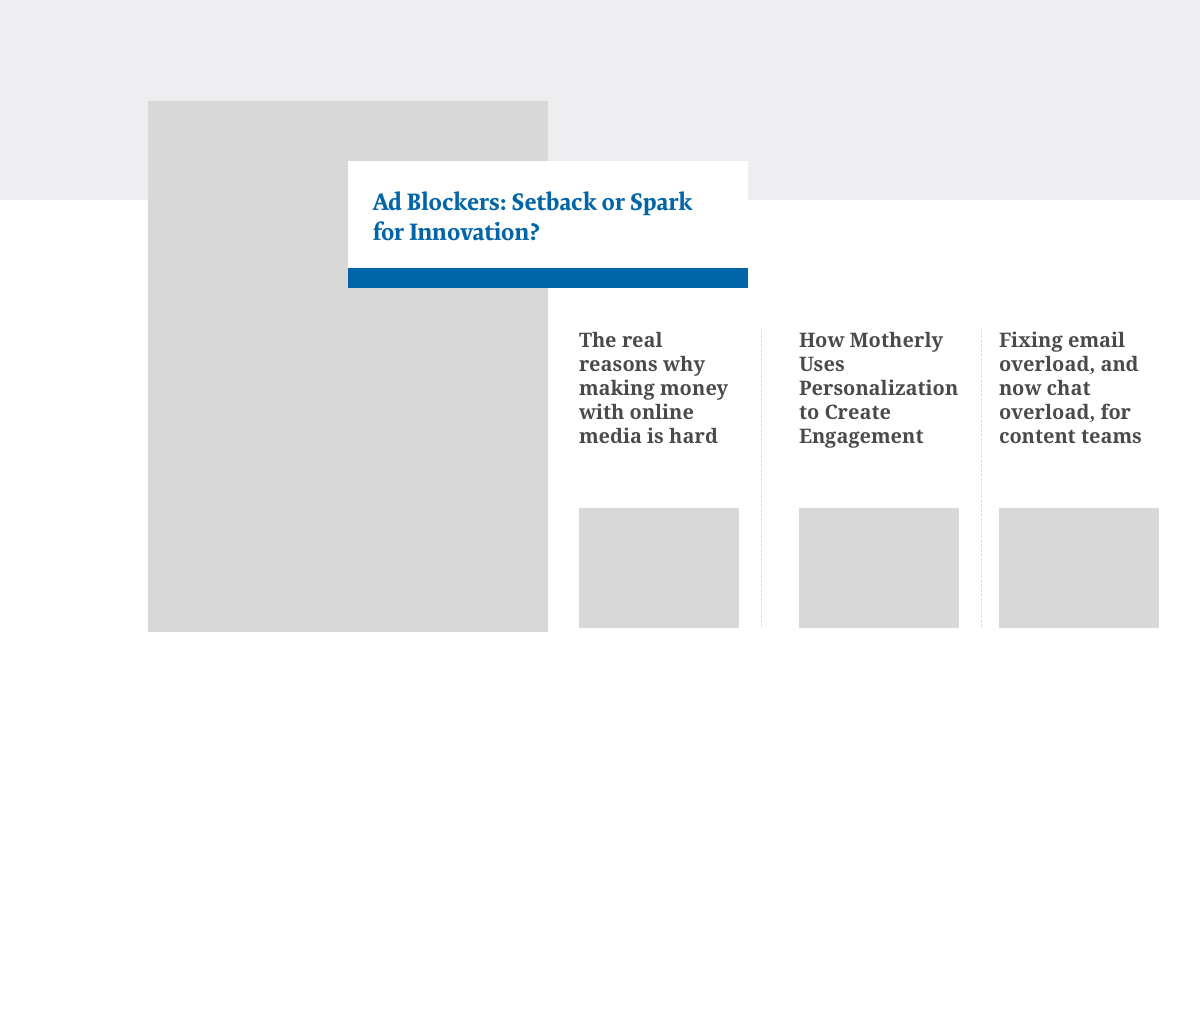 Ad Blockers: Setback or Spark
for Innovation?
The real
reasons why
making money
with online
media is hard
How Motherly
Uses
Personalization
to Create
Engagement
Fixing email
overload, and
now chat
overload, for
content teams